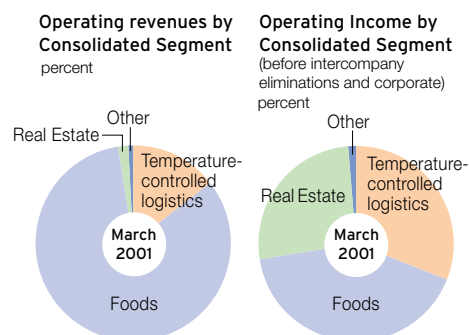 Operating revenues by
Consolidated Segment
percent
Other
Real Estate
Temperature-
controlled
logistics
March
2001
Foods
Operating Income by
Consolidated Segment
(before intercompany
eliminations and corporate)
percent
Other
Temperature-
controlled
logistics
Real Estate
March
2001
Foods